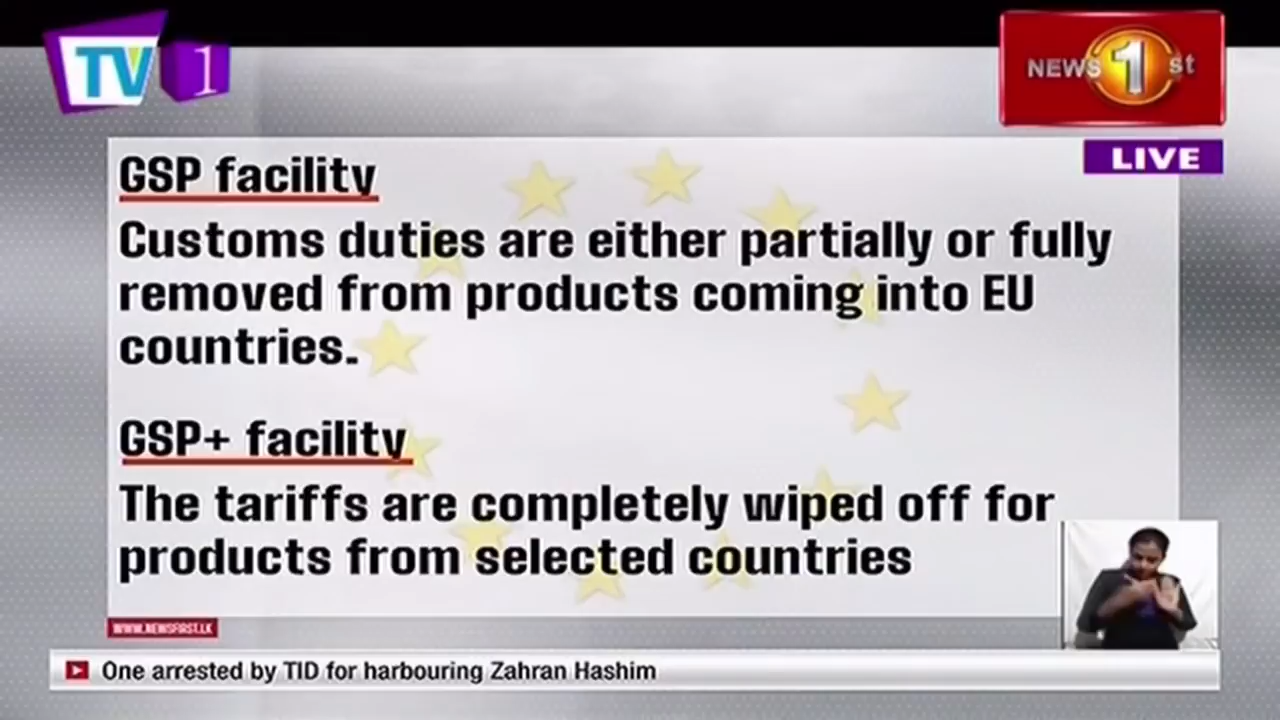 TV 1
NEWS 1st
LIVE
GSP facility
Customs duties are either partially or fully
removed from products coming into EU
countries.
GSP+ facility
The tariffs are completely wiped off for
products from selected countries
WWW.NEWSFIRST.LK
One arrested by TID for harbouring Zahran Hashim